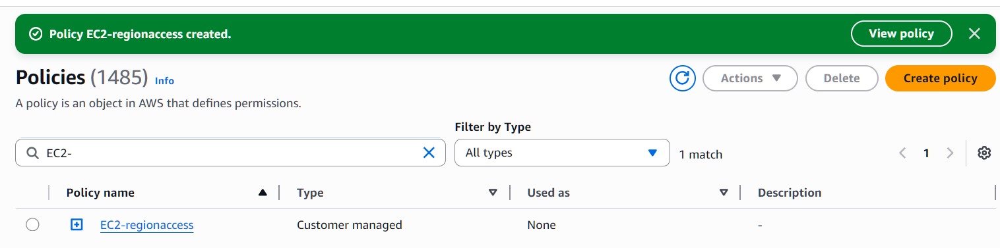 Policy EC2-regionaccess created. View policy
Policies (1485) Info
Actions Delete Create policy
A policy is an object in AWS that defines permissions.
Filter by Type
EC2- All types 1 match 1
Policy name Type Used as Description
EC2-regionaccess Customer managed None -